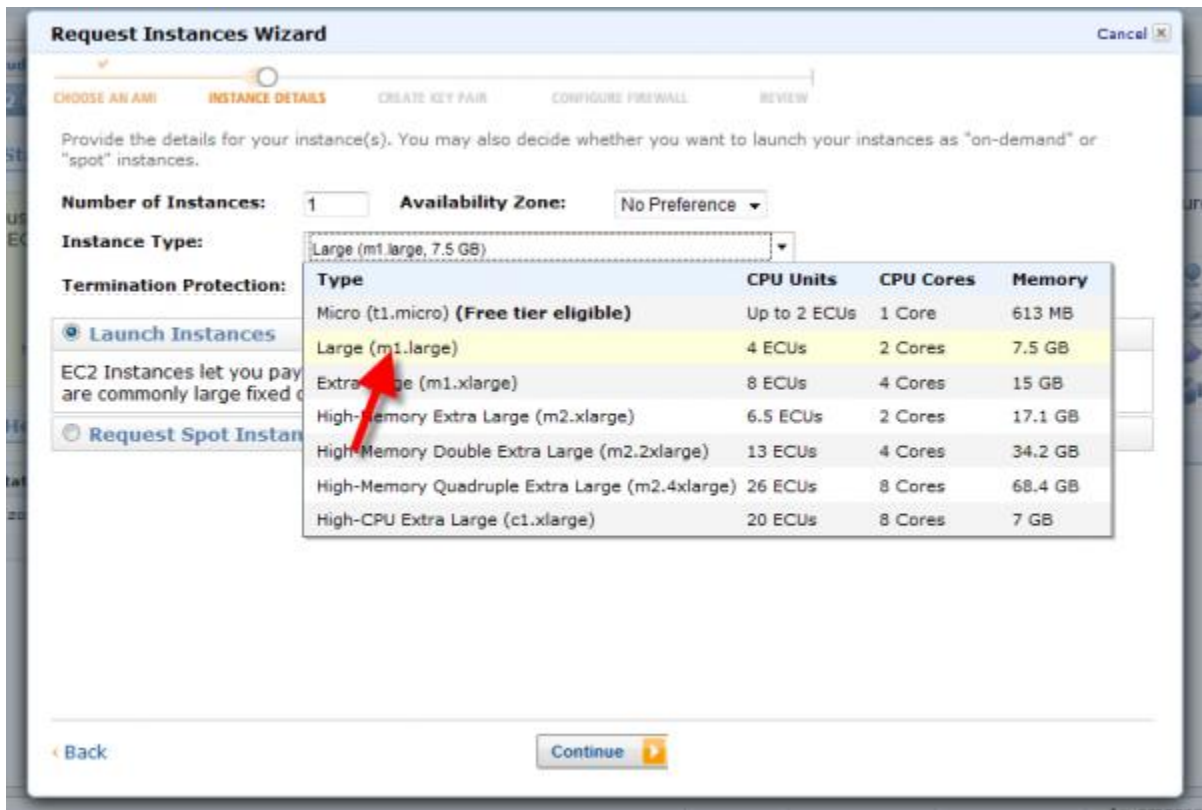 Request Instances Wizard
Cancel
CHOOSE AN AMI INSTANCE DETAILS CREATE KEY PAIR CONFIGURE FIREWALL REVIEW
Provide the details for your instance(s). You may also decide whether you want to launch your instances as "on-demand" or
"spot" instances.
Number of Instances: 1 Availability Zone: No Preference
Instance Type: Large (m1.large, 7.5 GB)
Termination Protection:
Type CPU Units CPU Cores Memory
Micro (t1.micro) (Free tier eligible) Up to 2 ECUs 1 Core 613 MB
Large (m1.large) 4 ECUs 2 Cores 7.5 GB
Extra Large (m1.xlarge) 8 ECUs 4 Cores 15 GB
High-Memory Extra Large (m2.xlarge) 6.5 ECUs 2 Cores 17.1 GB
High-Memory Double Extra Large (m2.2xlarge) 13 ECUs 4 Cores 34.2 GB
High-Memory Quadruple Extra Large (m2.4xlarge) 26 ECUs 8 Cores 68.4 GB
High-CPU Extra Large (c1.xlarge) 20 ECUs 8 Cores 7 GB
Launch Instances
EC2 Instances let you pay
are commonly large fixed
Request Spot Instan
Back
Continue